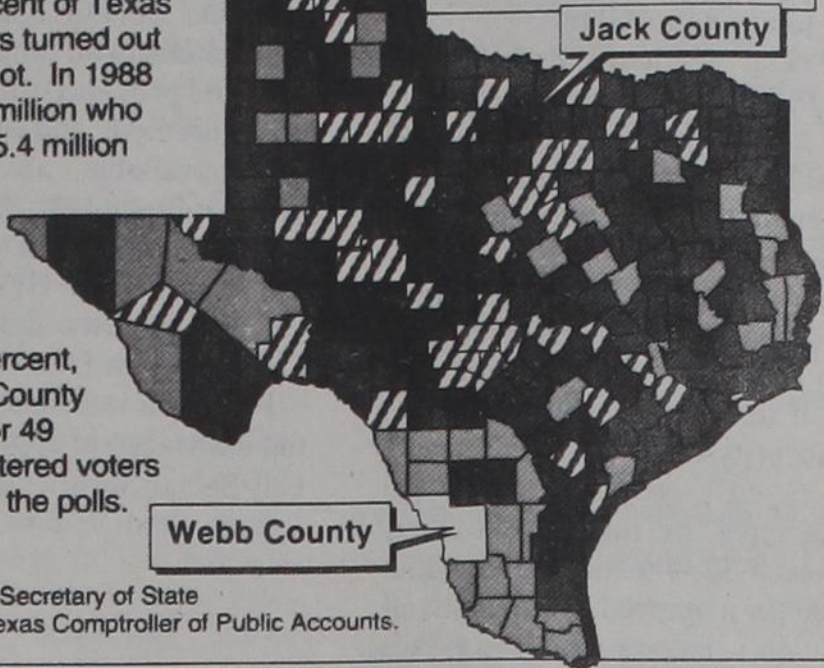 cent of Texas
s turned out
ot. In 1988
million who
5.4 million
Jack County
rcent,
County
r 49
tered voters
the polls.
Webb County
Secretary of State
exas Comptroller of Public Accounts.